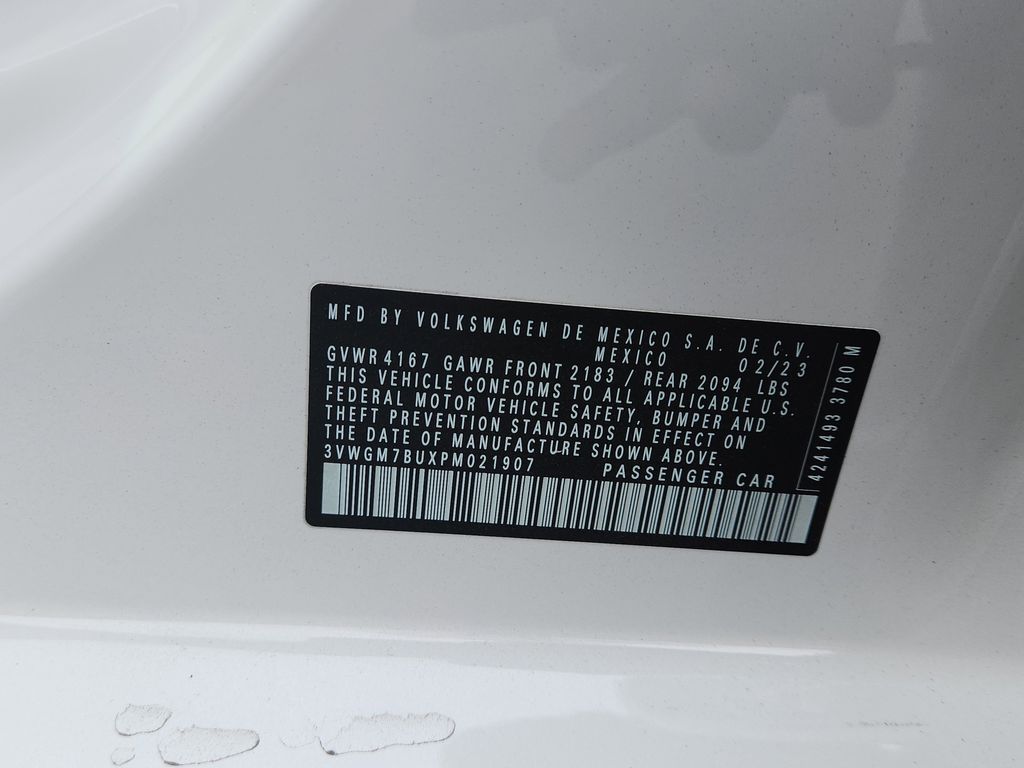 MFD BY VOLKSWAGEN DE MEXICO S.A. DE C.V.
MEXICO 02/23
GVWR 4167 GAWR FRONT 2183 / REAR 2094 LBS
THIS VEHICLE CONFORMS TO ALL APPLICABLE U.S.
FEDERAL MOTOR VEHICLE SAFETY, BUMPER AND
THEFT PREVENTION STANDARDS IN EFFECT ON
THE DATE OF MANUFACTURE SHOWN ABOVE.
3VWGM7BUXPM021907 PASSENGER CAR
4241493 3780 M